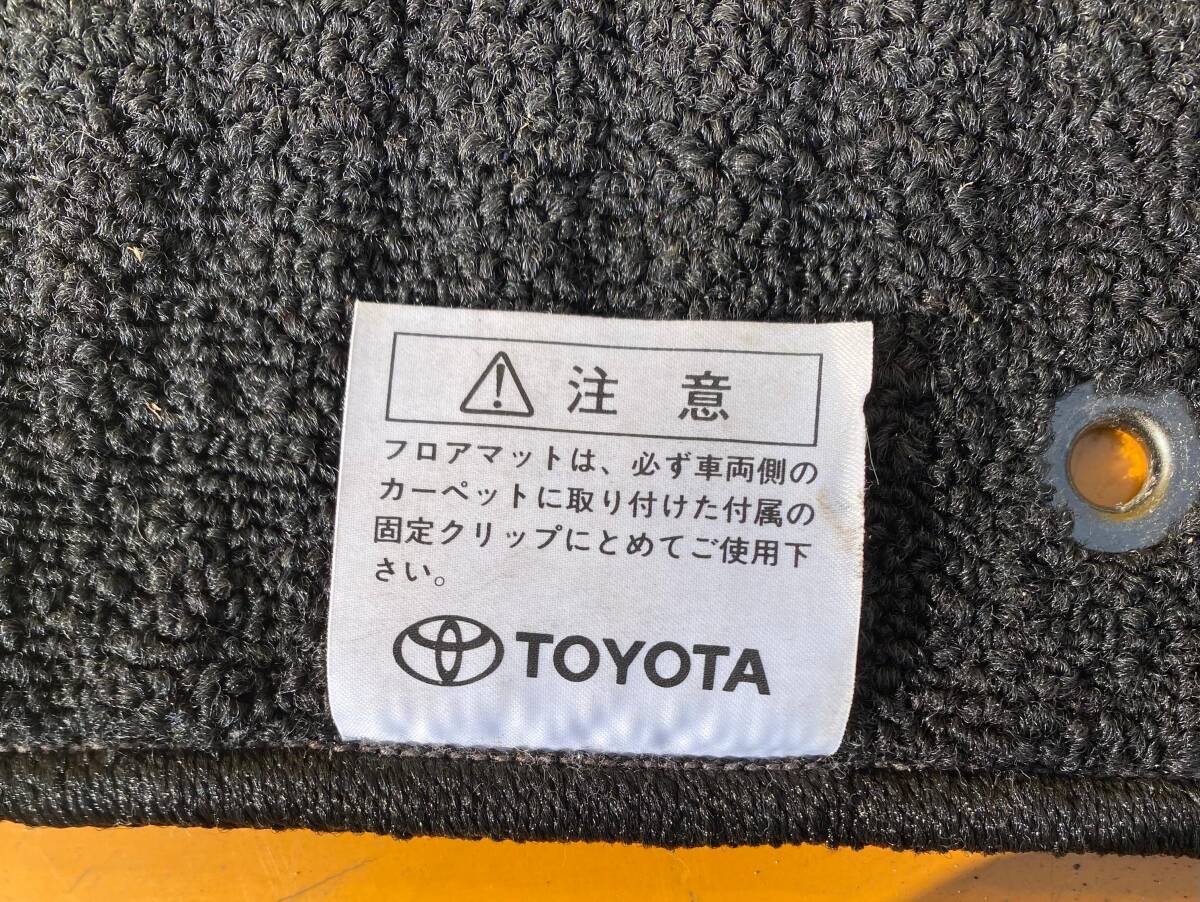 注意
フロアマットは、必ず車両側の
カーペットに取り付けた付属の
固定クリップにとめてご使用下
さい。
TOYOTA